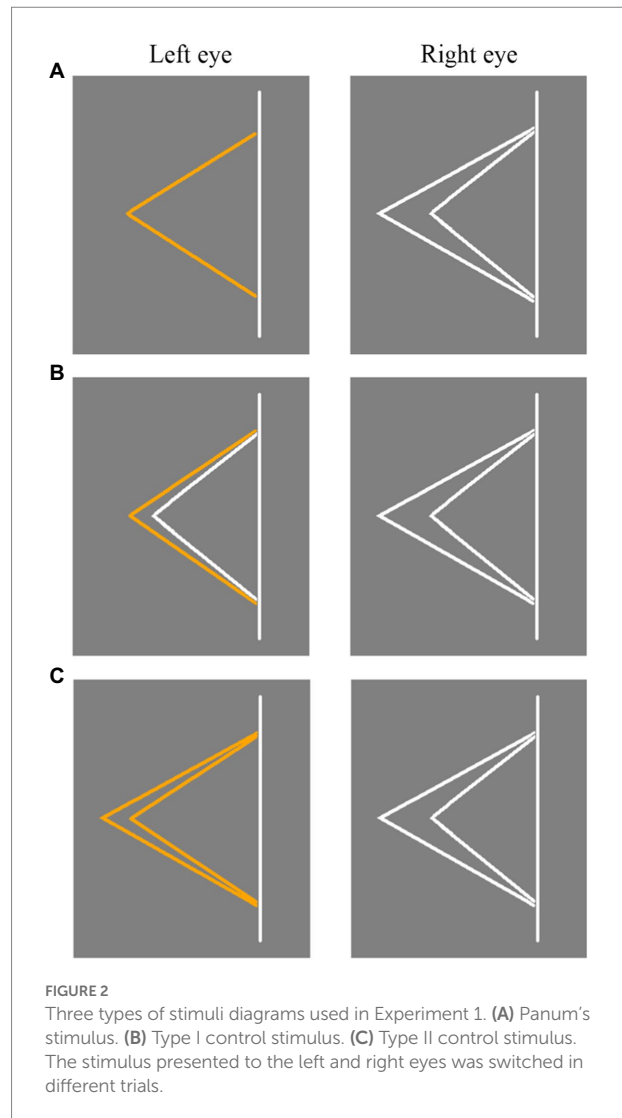 Left eye Right eye
A
B
C
FIGURE 2
Three types of stimuli diagrams used in Experiment 1. (A) Panum's
stimulus. (B) Type I control stimulus. (C) Type II control stimulus.
The stimulus presented to the left and right eyes was switched in
different trials.